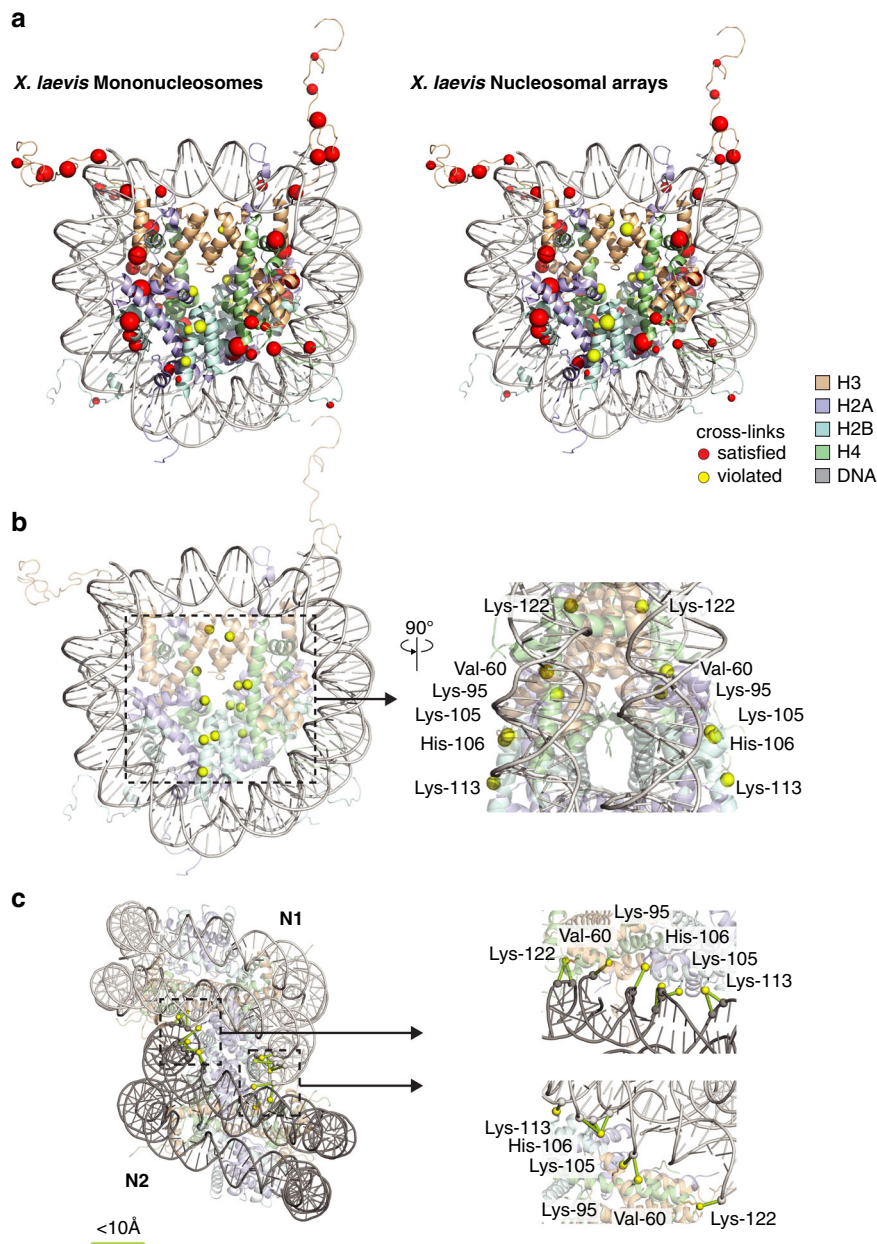 a
X. laevis Mononucleosomes
X. laevis Nucleosomal arrays
cross-links
satisfied
violated
H3
H2A
H2B
H4
DNA
b
90°
Lys-122
Lys-122
Val-60
Val-60
Lys-95
Lys-95
Lys-105
Lys-105
His-106
His-106
Lys-113
Lys-113
c
N1
N2
<10Å
Lys-95
Val-60
His-106
Lys-122
Lys-105
Lys-113
Lys-113
His-106
Lys-105
Lys-95
Val-60
Lys-122